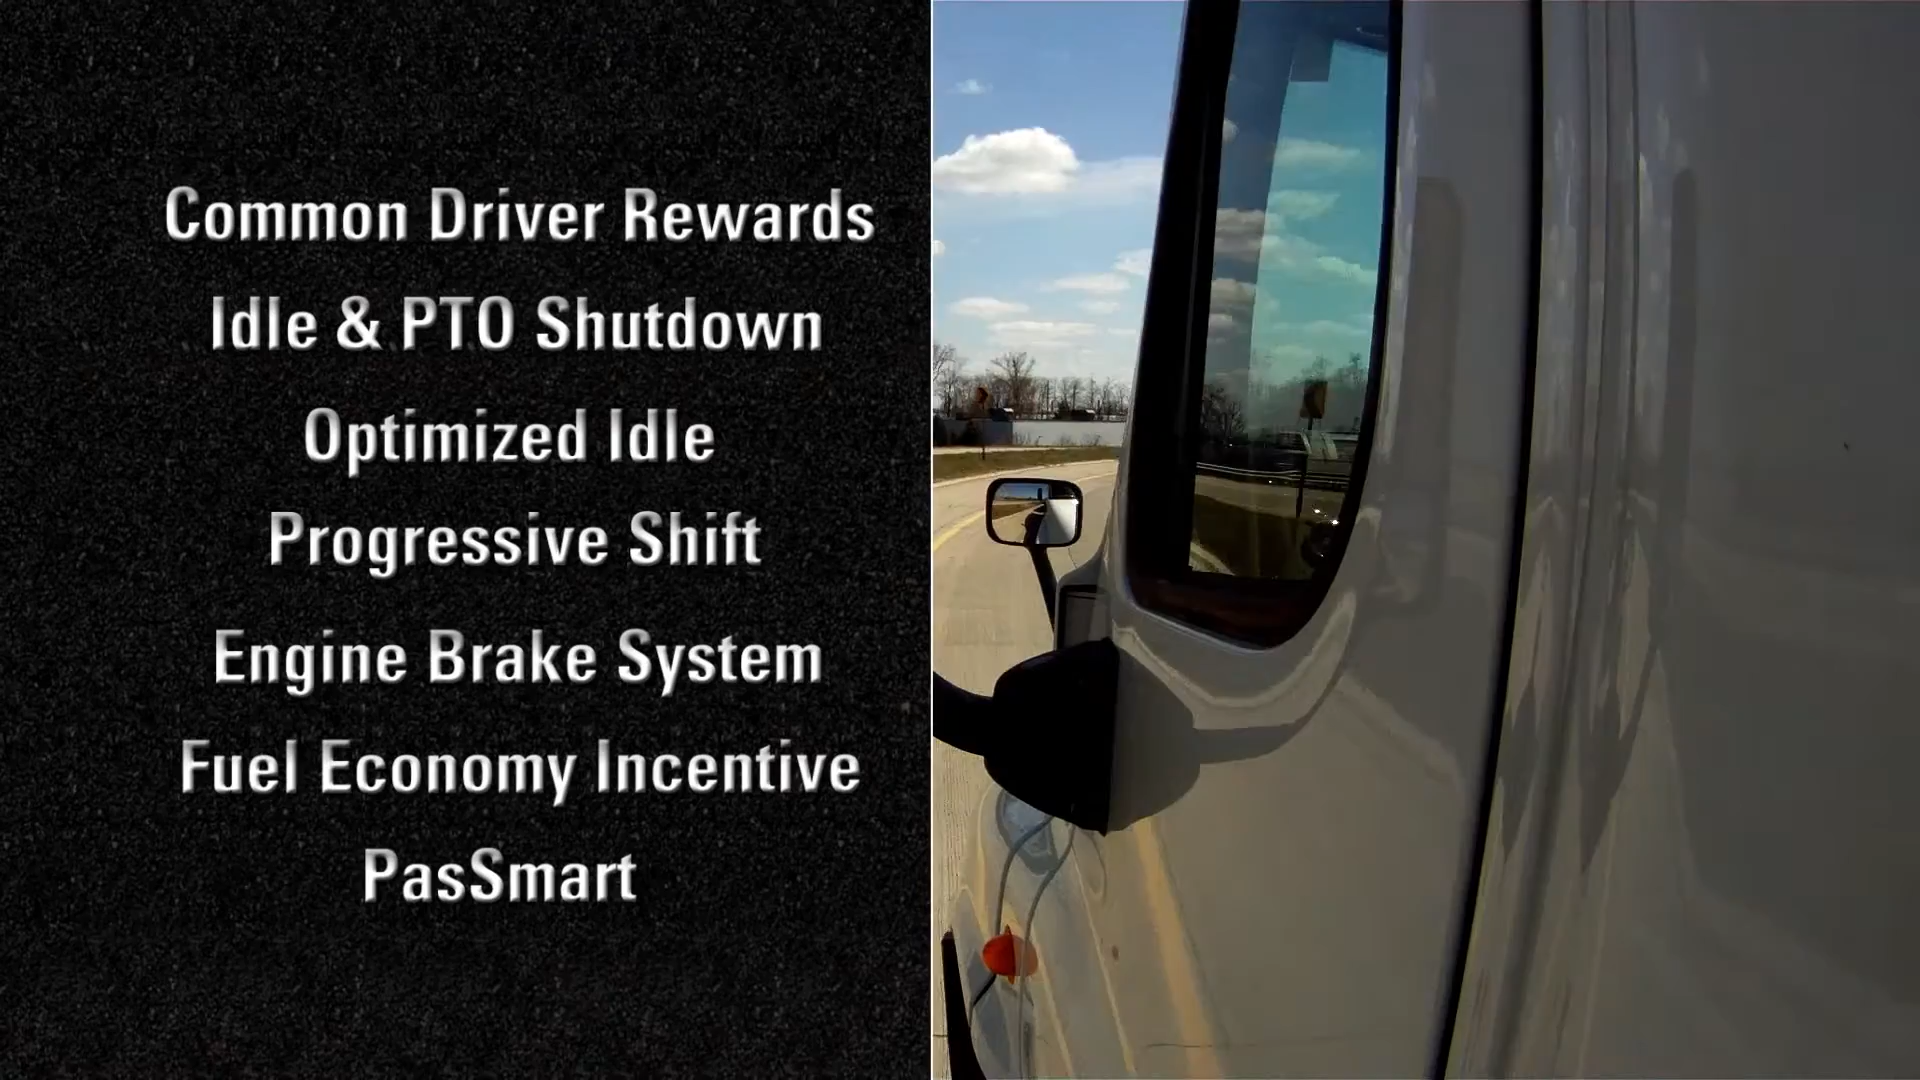 Common Driver Rewards
Idle & PTO Shutdown
Optimized Idle
Progressive Shift
Engine Brake System
Fuel Economy Incentive
PasSmart